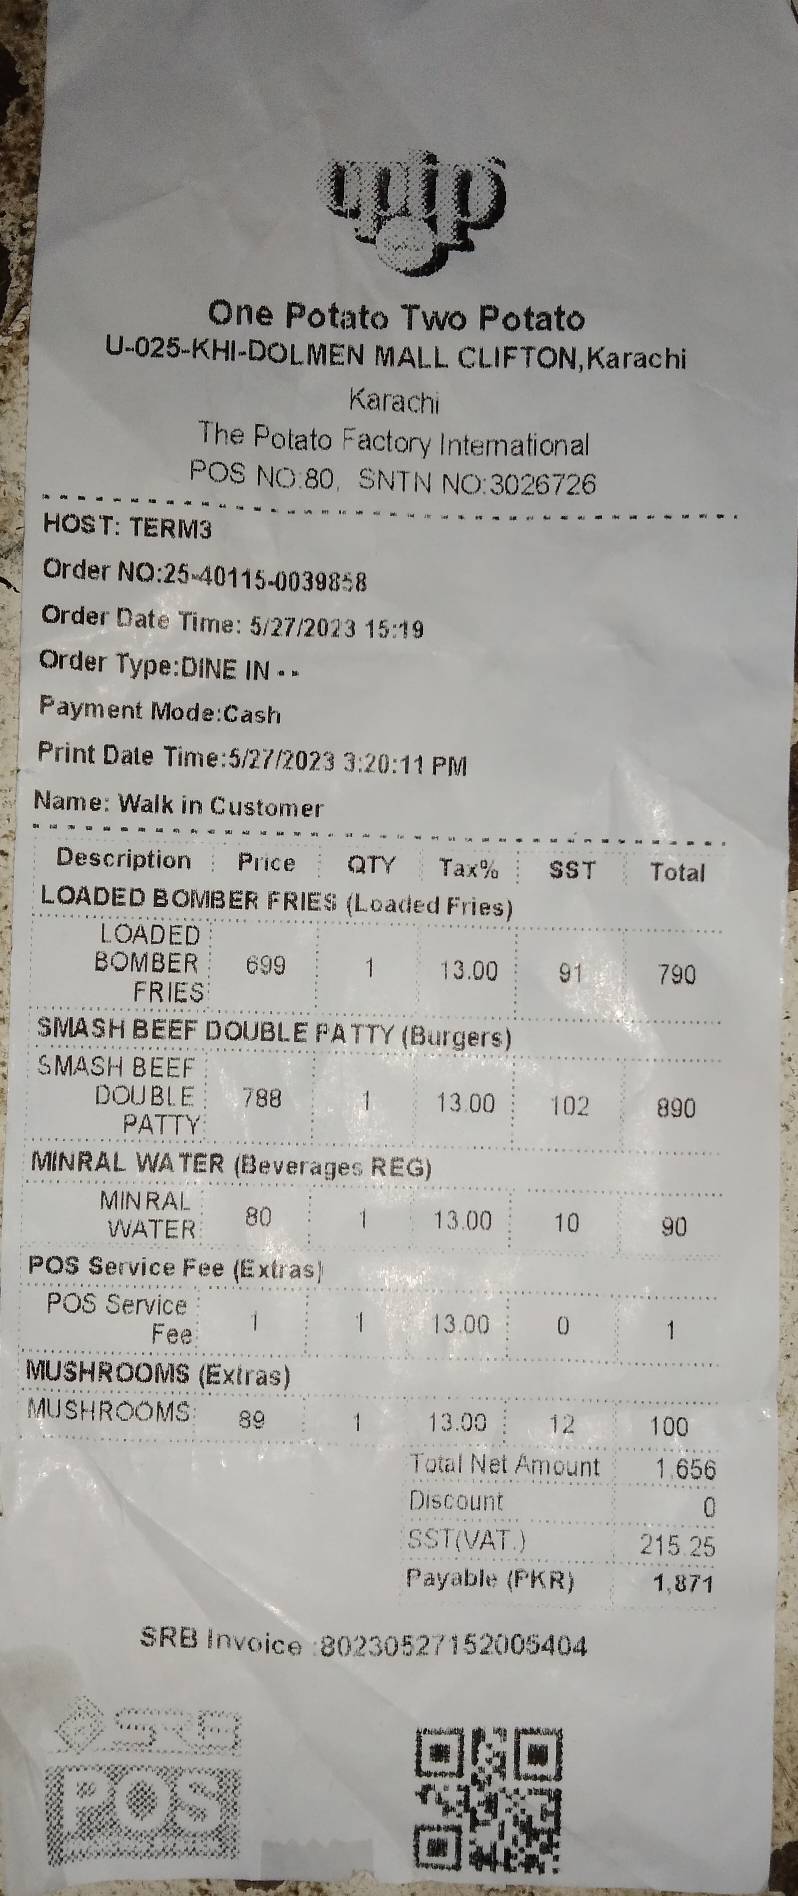 optp
One Potato Two Potato
U-025-KHI-DOLMEN MALL CLIFTON,Karachi
Karachi
The Potato Factory International
POS NO:80, SNTN NO:3026726
HOST: TERM3
Order NO:25-40115-0039858
Order Date Time: 5/27/2023 15:19
Order Type:DINE IN - -
Payment Mode:Cash
Print Date Time:5/27/2023 3:20:11 PM
Name: Walk in Customer
Description Price QTY Tax% SST Total
LOADED BOMBER FRIES (Loaded Fries)
LOADED
BOMBER 699 1 13.00 91 790
FRIES
SMASH BEEF DOUBLE PATTY (Burgers)
SMASH BEEF
DOUBLE 788 1 13.00 102 890
PATTY
MINRAL WATER (Beverages REG)
MINRAL
WATER 80 1 13.00 10 90
POS Service Fee (Extras)
POS Service
Fee 1 1 13.00 0 1
MUSHROOMS (Extras)
MUSHROOMS 89 1 13.00 12 100
Total Net Amount 1,656
Discount 0
SST(VAT.) 215.25
Payable (PKR) 1,871
SRB Invoice :80230527152005404
SRB
POS